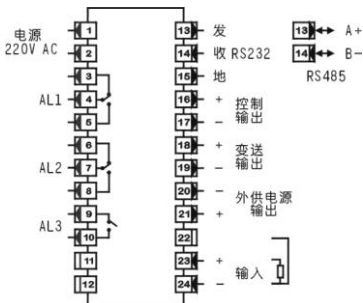 电源
220V AC
AL1
AL2
AL3
1
2
3
4
5
6
7
8
9
10
11
12
13 发
14 收 RS232
15 地
16 + 控制
17 - 输出
18 + 变送
19 - 输出
20 - 外供电源
21 + 输出
22
23 + 输入
24 -
13 A+
14 B-
RS485